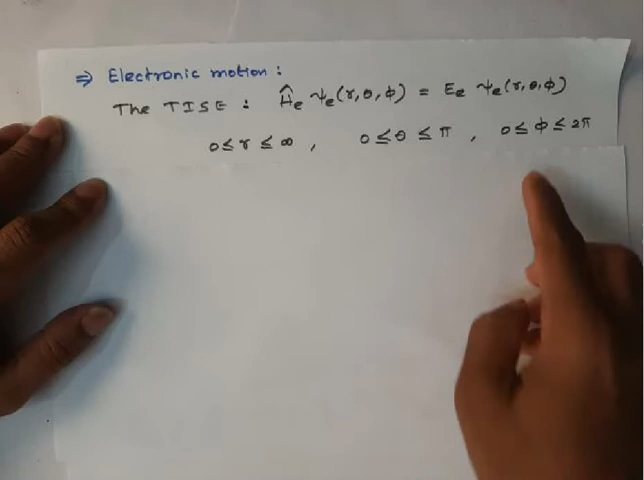 ⇒ Electronic motion :
The TISE : Ĥe ψe(r, θ, φ) = Ee ψe(r, θ, φ)
0 ≤ r ≤ ∞ , 0 ≤ θ ≤ π , 0 ≤ φ ≤ 2π